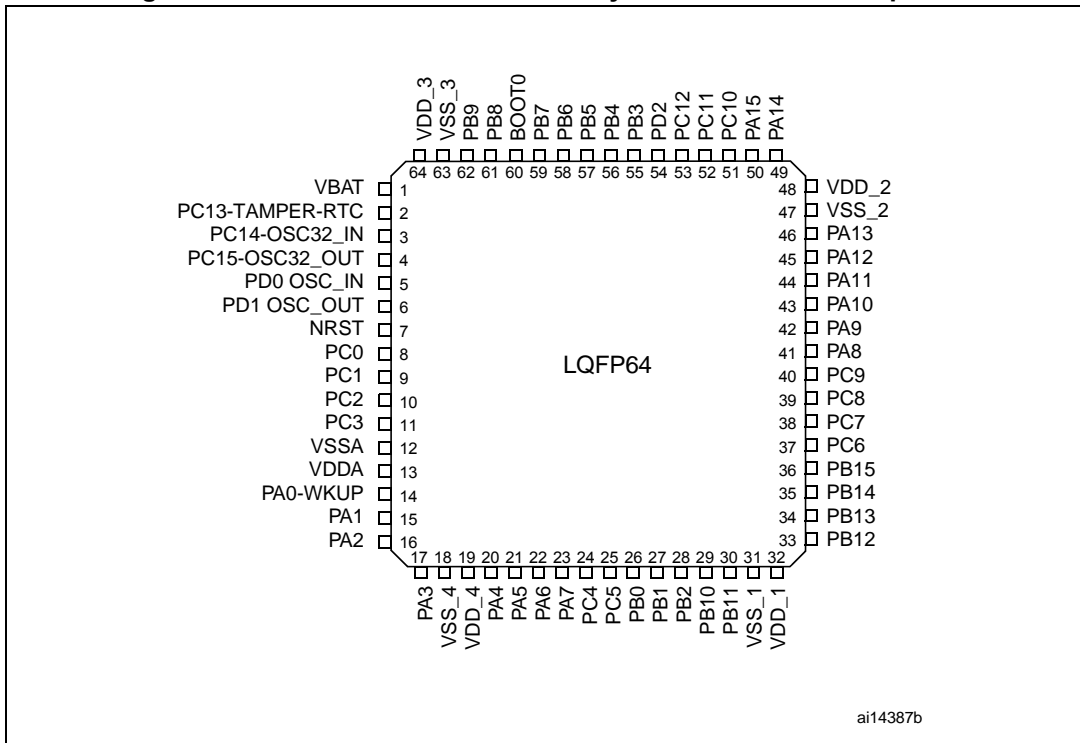 VDD_3
VSS_3
PB9
PB8
BOOT0
PB7
PB6
PB5
PB4
PB3
PD2
PC12
PC11
PC10
PA15
PA14
64 63 62 61 60 59 58 57 56 55 54 53 52 51 50 49
VBAT 1
PC13-TAMPER-RTC 2
PC14-OSC32_IN 3
PC15-OSC32_OUT 4
PD0 OSC_IN 5
PD1 OSC_OUT 6
NRST 7
PC0 8
PC1 9
PC2 10
PC3 11
VSSA 12
VDDA 13
PA0-WKUP 14
PA1 15
PA2 16
LQFP64
48 VDD_2
47 VSS_2
46 PA13
45 PA12
44 PA11
43 PA10
42 PA9
41 PA8
40 PC9
39 PC8
38 PC7
37 PC6
36 PB15
35 PB14
34 PB13
33 PB12
17 18 19 20 21 22 23 24 25 26 27 28 29 30 31 32
PA3
VSS_4
VDD_4
PA4
PA5
PA6
PA7
PC4
PC5
PB0
PB1
PB2
PB10
PB11
VSS_1
VDD_1
ai14387b